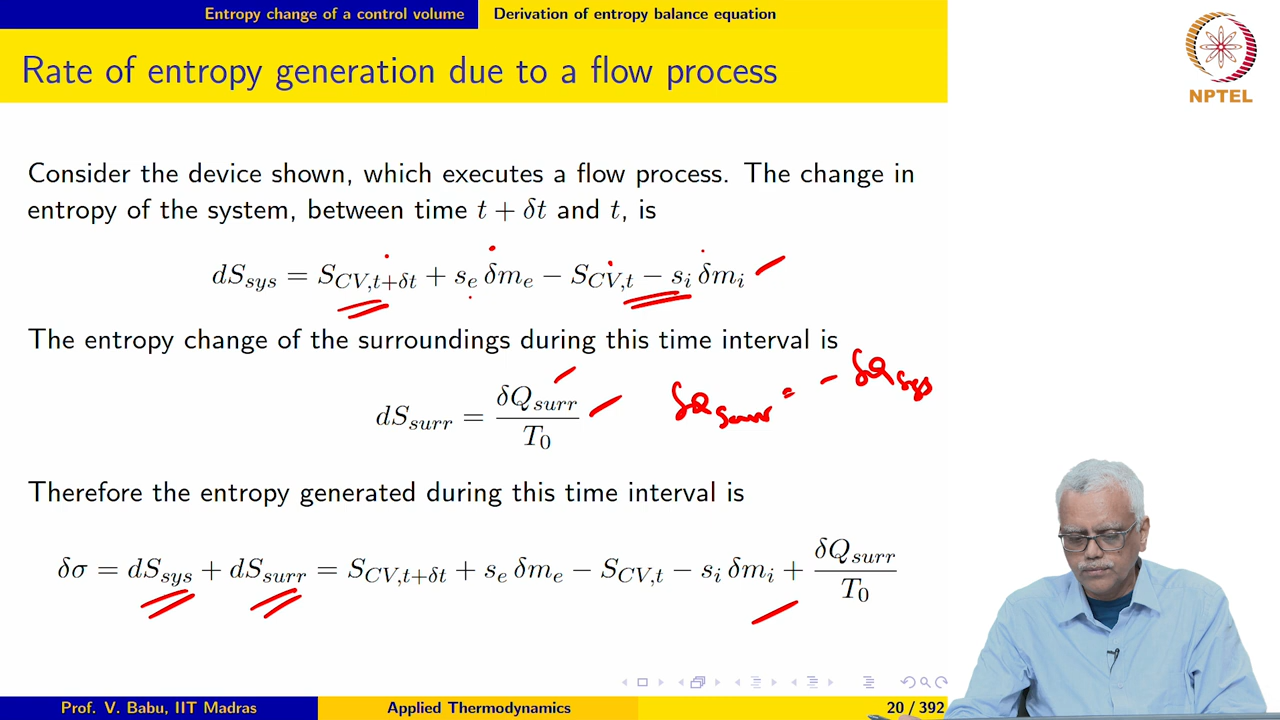 Entropy change of a control volume Derivation of entropy balance equation
Rate of entropy generation due to a flow process
NPTEL
Consider the device shown, which executes a flow process. The change in
entropy of the system, between time t + δt and t, is
dS_sys = S_CV,t+δt + s_e δm_e − S_CV,t − s_i δm_i
The entropy change of the surroundings during this time interval is
dS_surr = δQ_surr / T_0 δQ_surr = − δQ_sys
Therefore the entropy generated during this time interval is
δσ = dS_sys + dS_surr = S_CV,t+δt + s_e δm_e − S_CV,t − s_i δm_i + δQ_surr / T_0
Prof. V. Babu, IIT Madras Applied Thermodynamics 20 / 392